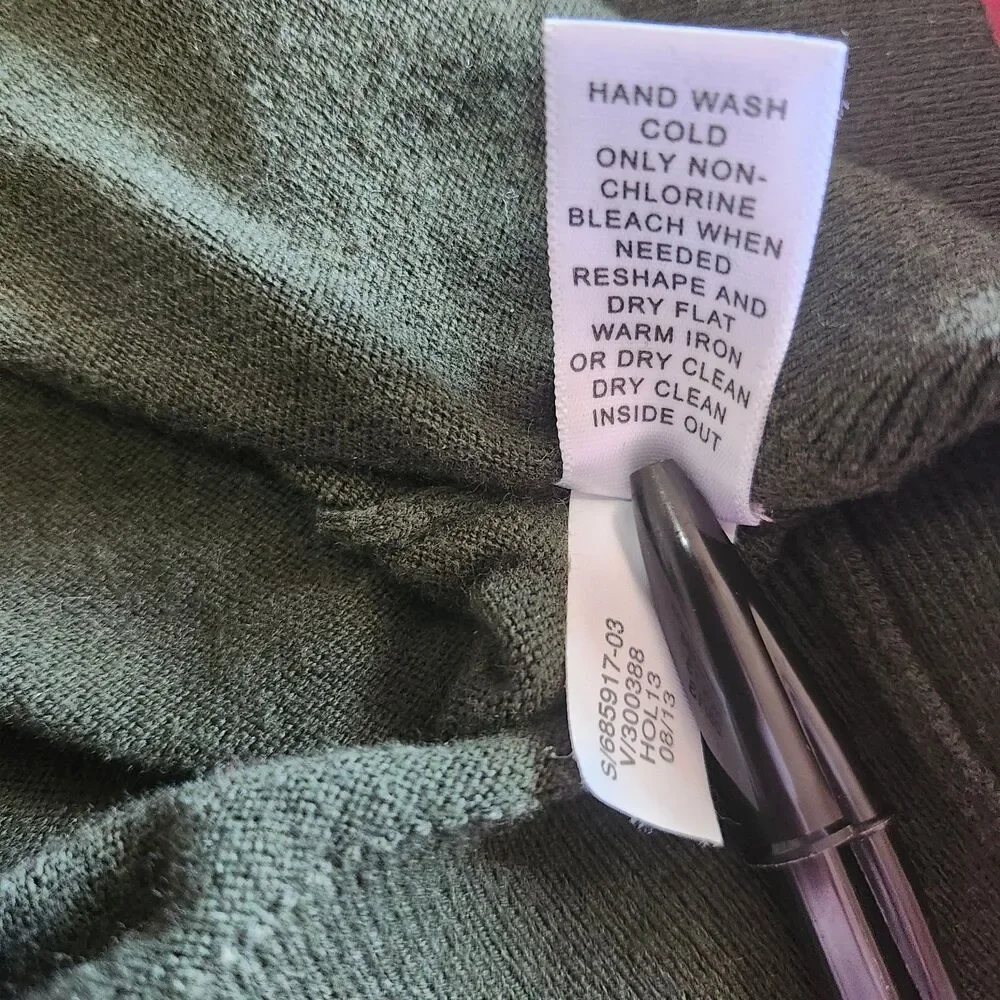 HAND WASH
COLD
ONLY NON-
CHLORINE
BLEACH WHEN
NEEDED
RESHAPE AND
DRY FLAT
WARM IRON
OR DRY CLEAN
DRY CLEAN
INSIDE OUT
S/685917-03
V/300388
HOL13
08/13